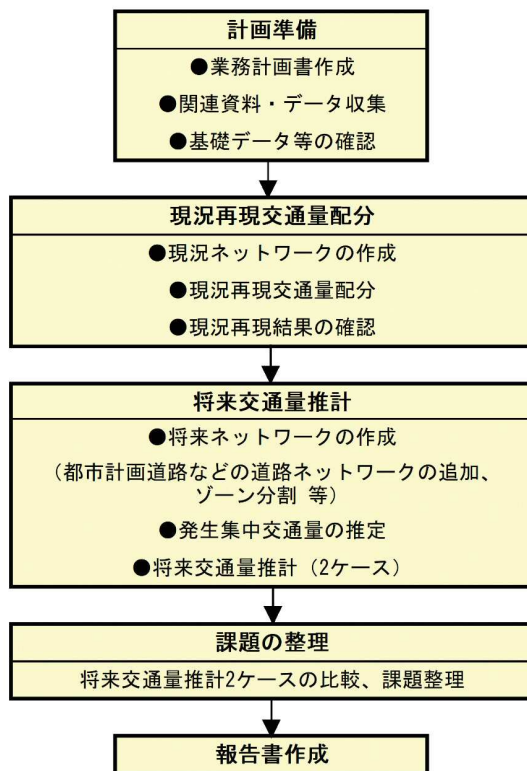 計画準備
●業務計画書作成
●関連資料・データ収集
●基礎データ等の確認
現況再現交通量配分
●現況ネットワークの作成
●現況再現交通量配分
●現況再現結果の確認
将来交通量推計
●将来ネットワークの作成
（都市計画道路などの道路ネットワークの追加、
ゾーン分割 等）
●発生集中交通量の推定
●将来交通量推計（2ケース）
課題の整理
将来交通量推計2ケースの比較、課題整理
報告書作成